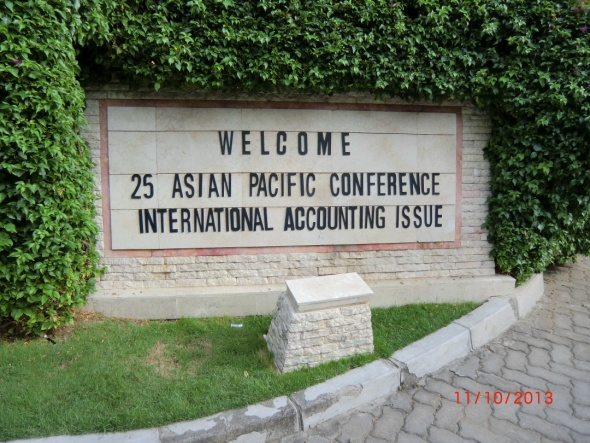 WELCOME
25 ASIAN PACIFIC CONFERENCE
INTERNATIONAL ACCOUNTING ISSUE
11/10/2013